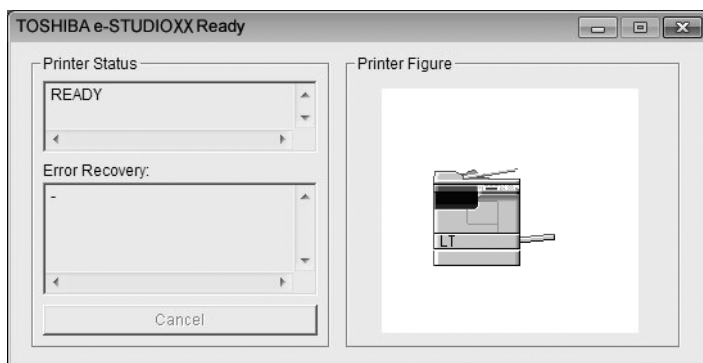 TOSHIBA e-STUDIOXX Ready
Printer Status
READY
Error Recovery:
-
Cancel
Printer Figure
LT